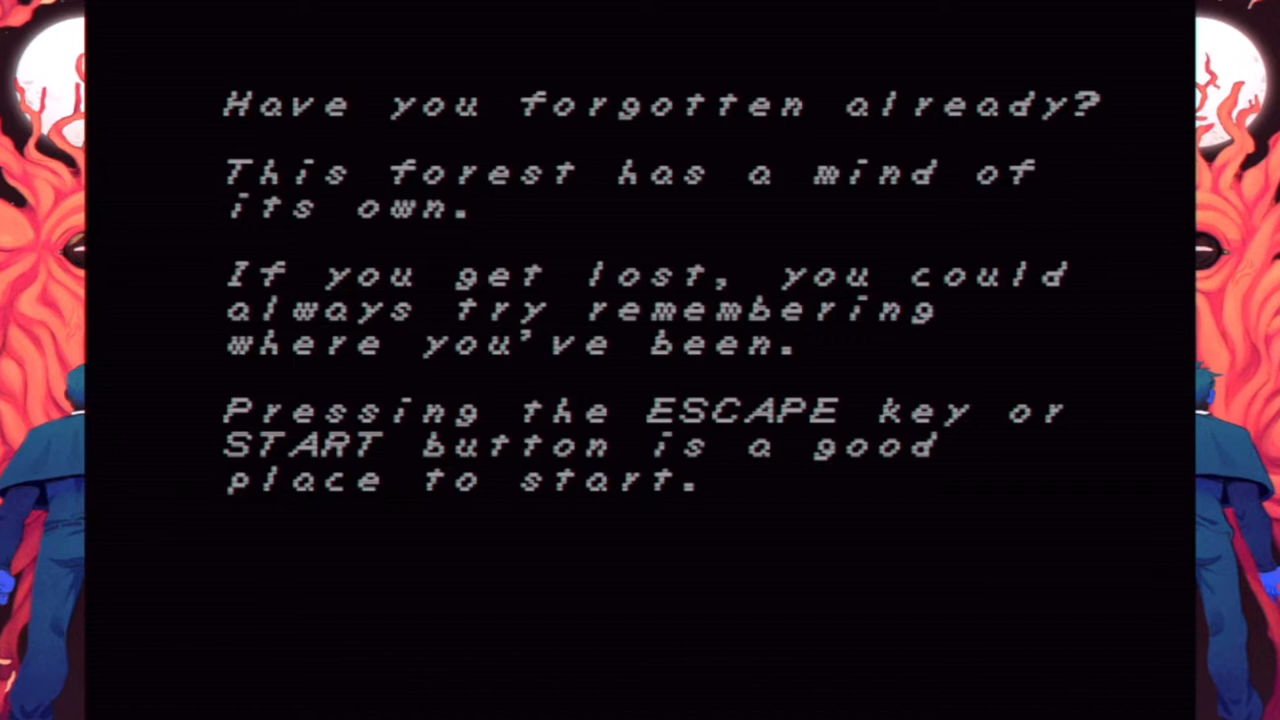 Have you forgotten already?
This forest has a mind of
its own.
If you get lost, you could
always try remembering
where you've been.
Pressing the ESCAPE key or
START button is a good
place to start.